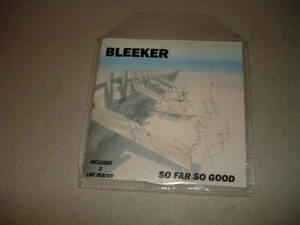 BLEEKER
INCLUDES
2
LIVE TRACKS
SO FAR SO GOOD